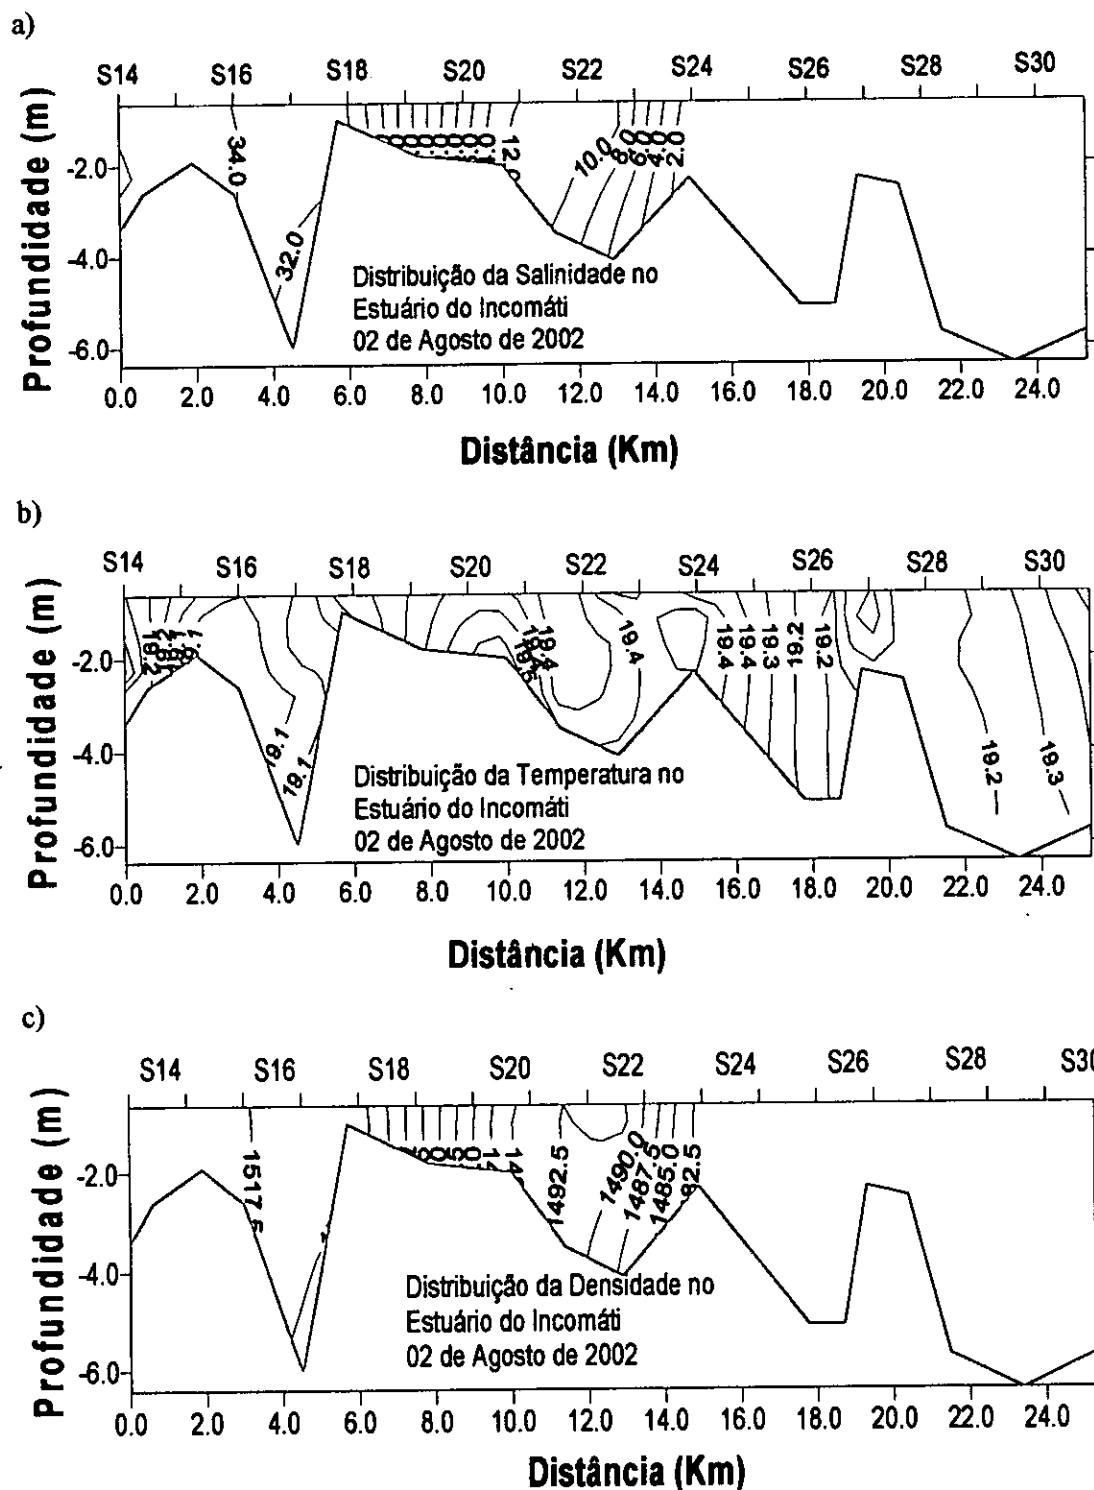 a)
S14 S16 S18 S20 S22 S24 S26 S28 S30
Profundidade (m)
-2.0
-4.0
-6.0
34.0
32.0
10.0
8.0
6.0
4.0
2.0
Distribuição da Salinidade no
Estuário do Incomáti
02 de Agosto de 2002
0.0 2.0 4.0 6.0 8.0 10.0 12.0 14.0 16.0 18.0 20.0 22.0 24.0
Distância (Km)
b)
S14 S16 S18 S20 S22 S24 S26 S28 S30
Profundidade (m)
-2.0
-4.0
-6.0
19.2
19.1
19.1
19.1
19.4
19.4
19.4
19.4
19.3
19.2
19.2
19.2
19.3
Distribuição da Temperatura no
Estuário do Incomáti
02 de Agosto de 2002
0.0 2.0 4.0 6.0 8.0 10.0 12.0 14.0 16.0 18.0 20.0 22.0 24.0
Distância (Km)
c)
S14 S16 S18 S20 S22 S24 S26 S28 S30
Profundidade (m)
-2.0
-4.0
-6.0
1517.5
1492.5
1490.0
1487.5
1485.0
Distribuição da Densidade no
Estuário do Incomáti
02 de Agosto de 2002
0.0 2.0 4.0 6.0 8.0 10.0 12.0 14.0 16.0 18.0 20.0 22.0 24.0
Distância (Km)